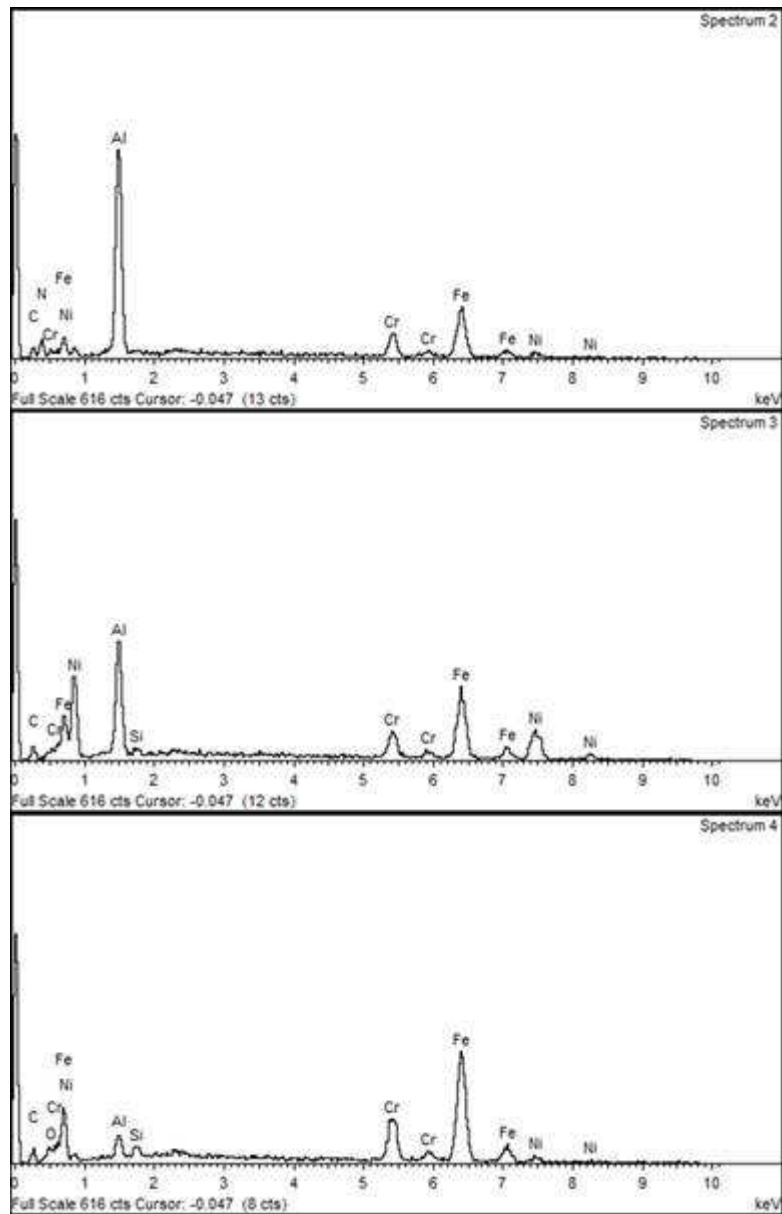 Spectrum 2
Al
Fe
N
C Ni
Cr
Fe
Cr
Cr Fe Ni Ni
0 1 2 3 4 5 6 7 8 9 10
Full Scale 616 cts Cursor: -0.047 (13 cts) keV
Spectrum 3
Al
Ni
Fe
Fe
C Cr
Si
Cr Cr Fe Ni Ni
0 1 2 3 4 5 6 7 8 9 10
Full Scale 616 cts Cursor: -0.047 (12 cts) keV
Spectrum 4
Fe
Fe
Ni
Cr
C
O Al Si
Cr
Cr Fe Ni Ni
0 1 2 3 4 5 6 7 8 9 10
Full Scale 616 cts Cursor: -0.047 (8 cts) keV